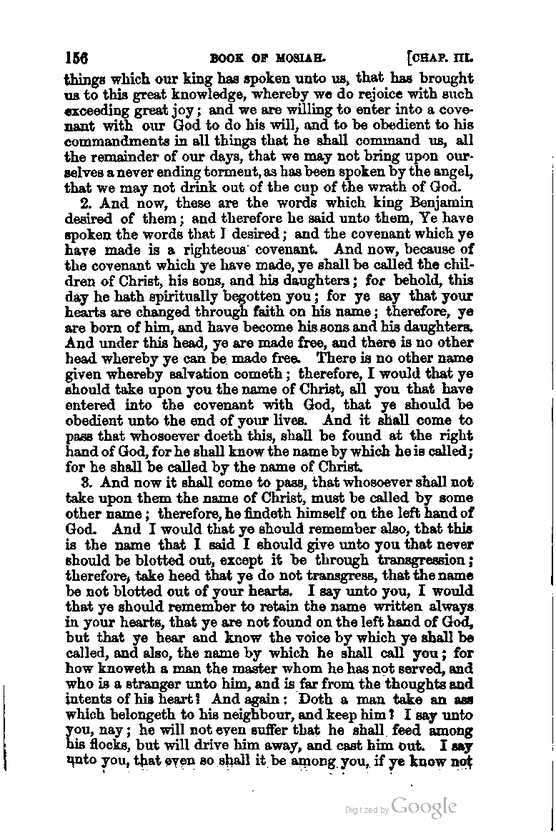 156 BOOK OF MOSIAH. [CHAP. III.
things which our king has spoken unto us, that has brought
us to this great knowledge, whereby we do rejoice with such
exceeding great joy; and we are willing to enter into a cove-
nant with our God to do his will, and to be obedient to his
commandments in all things that he shall command us, all
the remainder of our days, that we may not bring upon our-
selves a never ending torment, as has been spoken by the angel,
that we may not drink out of the cup of the wrath of God.
2. And now, these are the words which king Benjamin
desired of them; and therefore he said unto them, Ye have
spoken the words that I desired; and the covenant which ye
have made is a righteous covenant. And now, because of
the covenant which ye have made, ye shall be called the chil-
dren of Christ, his sons, and his daughters; for behold, this
day he hath spiritually begotten you; for ye say that your
hearts are changed through faith on his name; therefore, ye
are born of him, and have become his sons and his daughters.
And under this head, ye are made free, and there is no other
head whereby ye can be made free. There is no other name
given whereby salvation cometh; therefore, I would that ye
should take upon you the name of Christ, all you that have
entered into the covenant with God, that ye should be
obedient unto the end of your lives. And it shall come to
pass that whosoever doeth this, shall be found at the right
hand of God, for he shall know the name by which he is called;
for he shall be called by the name of Christ.
3. And now it shall come to pass, that whosoever shall not
take upon them the name of Christ, must be called by some
other name; therefore, he findeth himself on the left hand of
God. And I would that ye should remember also, that this
is the name that I said I should give unto you that never
should be blotted out, except it be through transgression;
therefore, take heed that ye do not transgress, that the name
be not blotted out of your hearts. I say unto you, I would
that ye should remember to retain the name written always
in your hearts, that ye are not found on the left hand of God,
but that ye hear and know the voice by which ye shall be
called, and also, the name by which he shall call you; for
how knoweth a man the master whom he has not served, and
who is a stranger unto him, and is far from the thoughts and
intents of his heart? And again: Doth a man take an ass
which belongeth to his neighbour, and keep him? I say unto
you, nay; he will not even suffer that he shall feed among
his flocks, but will drive him away, and cast him out. I say
unto you, that even so shall it be among you, if ye know not
Digitized by Google